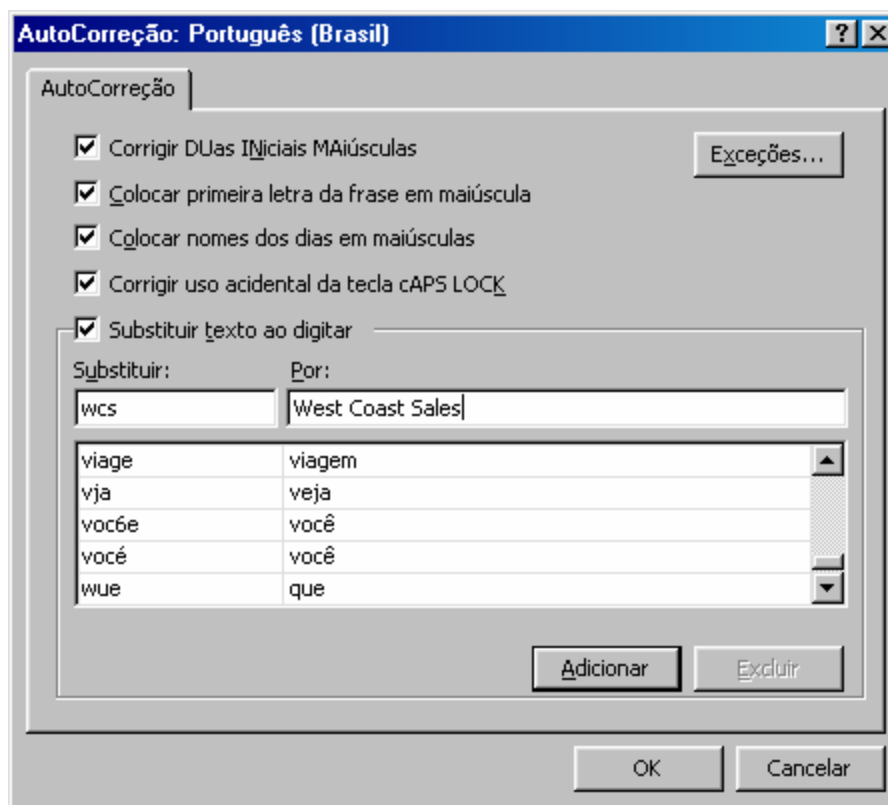 AutoCorreção: Português (Brasil)
AutoCorreção
Corrigir DUas INiciais MAiúsculas
Exceções...
Colocar primeira letra da frase em maiúscula
Colocar nomes dos dias em maiúsculas
Corrigir uso acidental da tecla cAPS LOCK
Substituir texto ao digitar
Substituir: Por:
wcs West Coast Sales
viage viagem
vja veja
voc6e você
vocé você
wue que
Adicionar Excluir
OK Cancelar